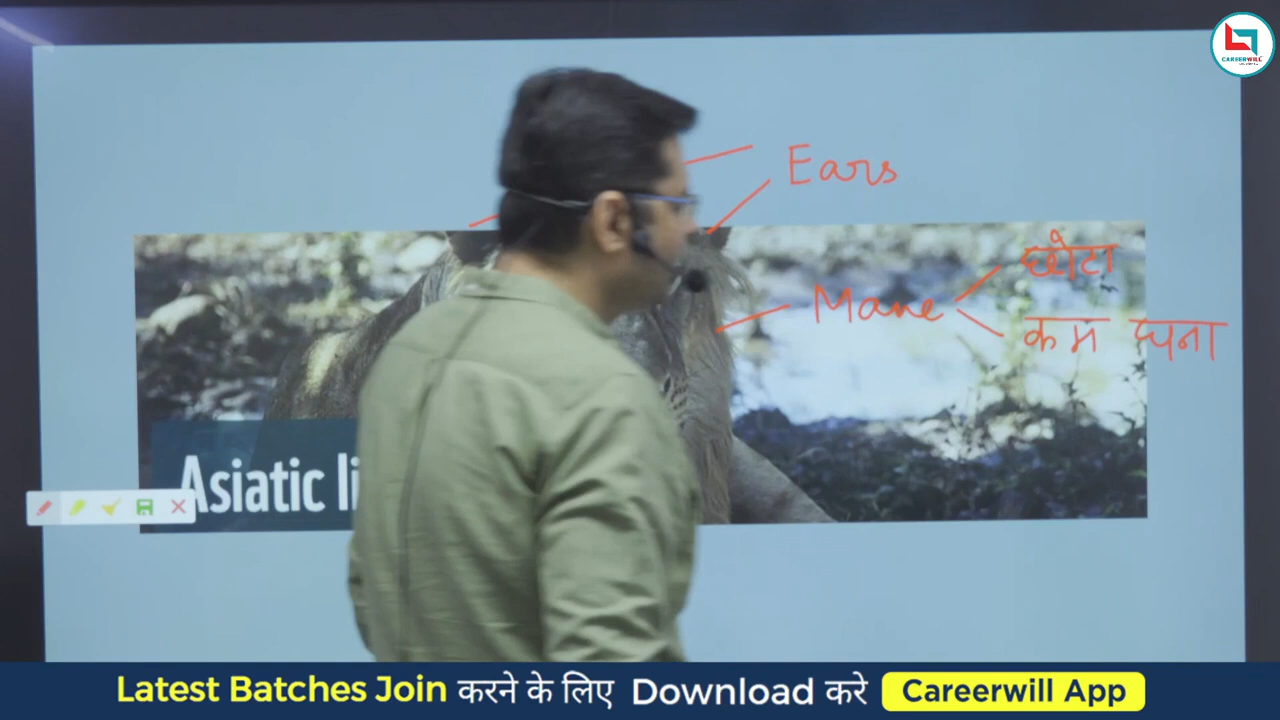 CAREERWILL
Ears
Mane
छोटा
कम घना
Asiatic li
Latest Batches Join करने के लिए Download करे Careerwill App